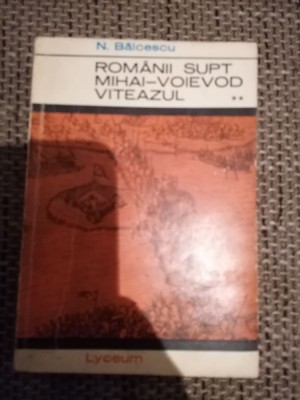 N. Bălcescu
ROMÂNII SUPT
MIHAI-VOIEVOD
VITEAZUL **
Lyceum